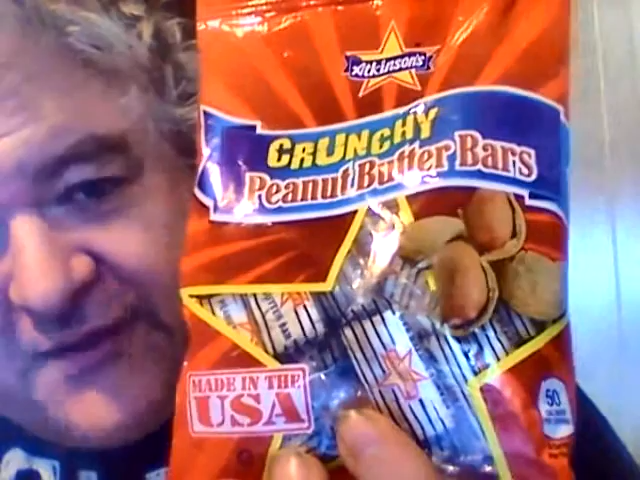 Atkinson's
CRUNCHY
Peanut Butter Bars
MADE IN THE
USA
50